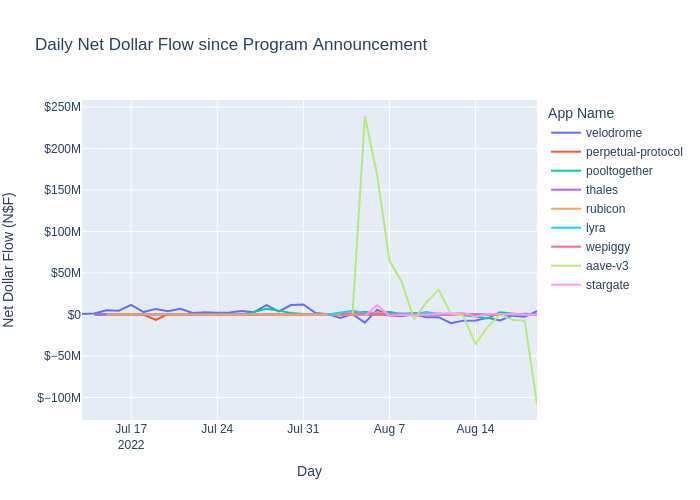 Daily Net Dollar Flow since Program Announcement
Net Dollar Flow (N$F)
$250M
$200M
$150M
$100M
$50M
$0
$−50M
$−100M
Jul 17
2022
Jul 24
Jul 31
Aug 7
Aug 14
Day
App Name
velodrome
perpetual-protocol
pooltogether
thales
rubicon
lyra
wepiggy
aave-v3
stargate